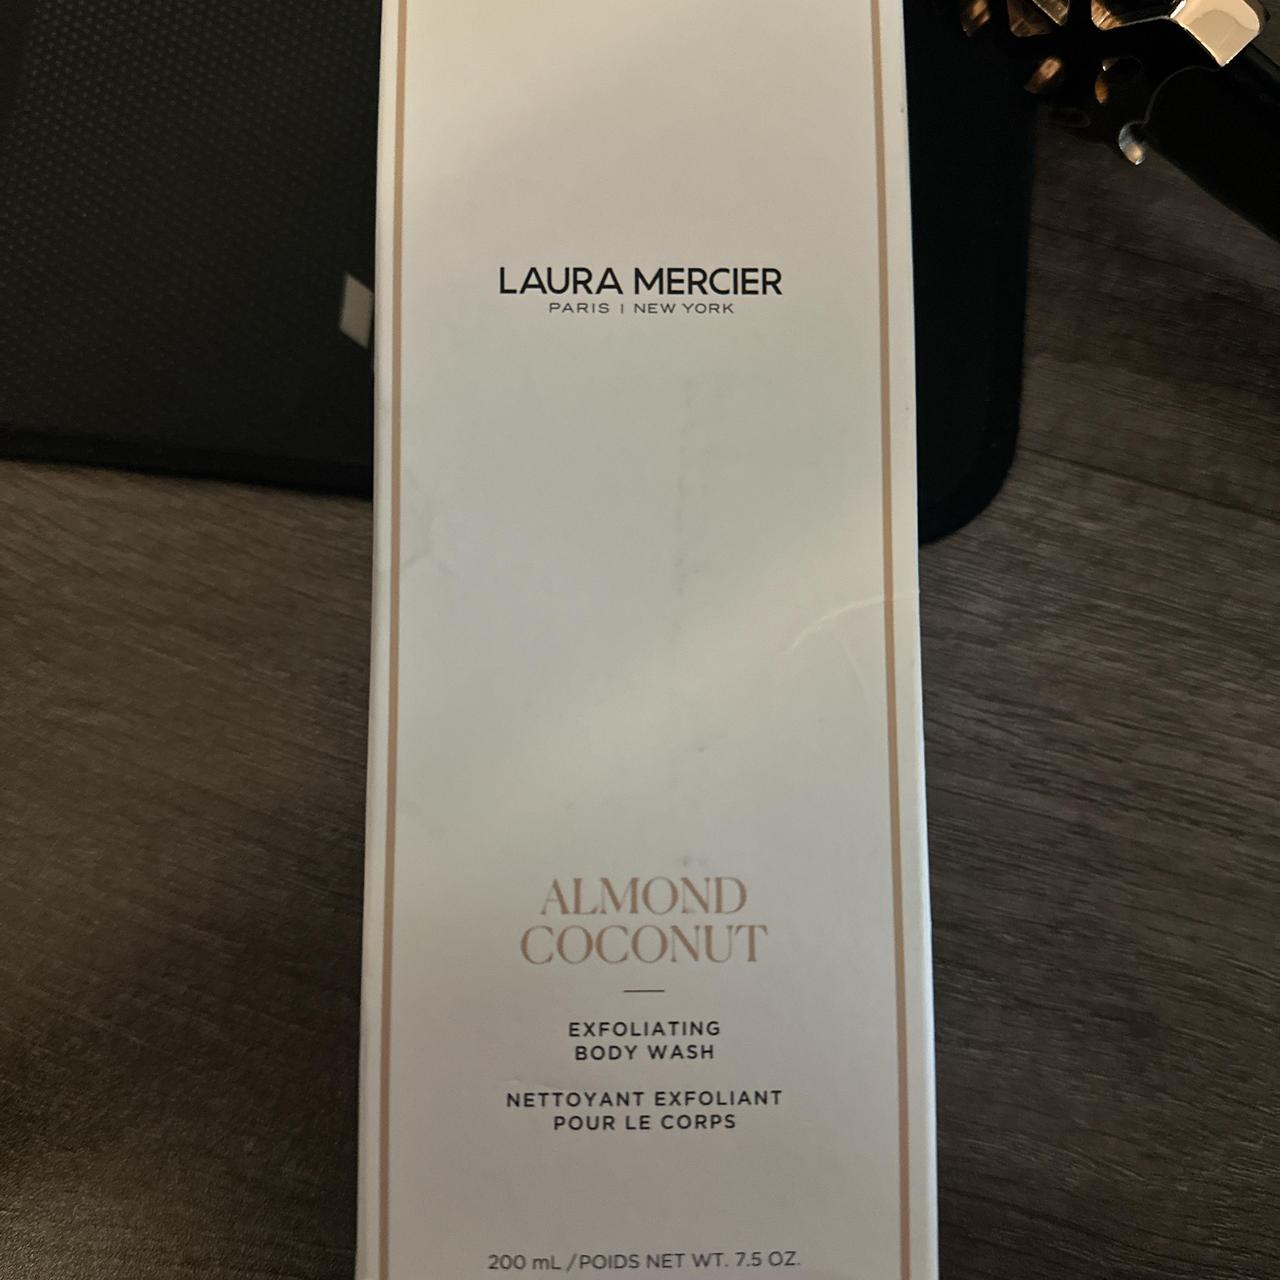 LAURA MERCIER
PARIS | NEW YORK
ALMOND
COCONUT
EXFOLIATING
BODY WASH
NETTOYANT EXFOLIANT
POUR LE CORPS
200 mL / POIDS NET WT. 7.5 OZ.